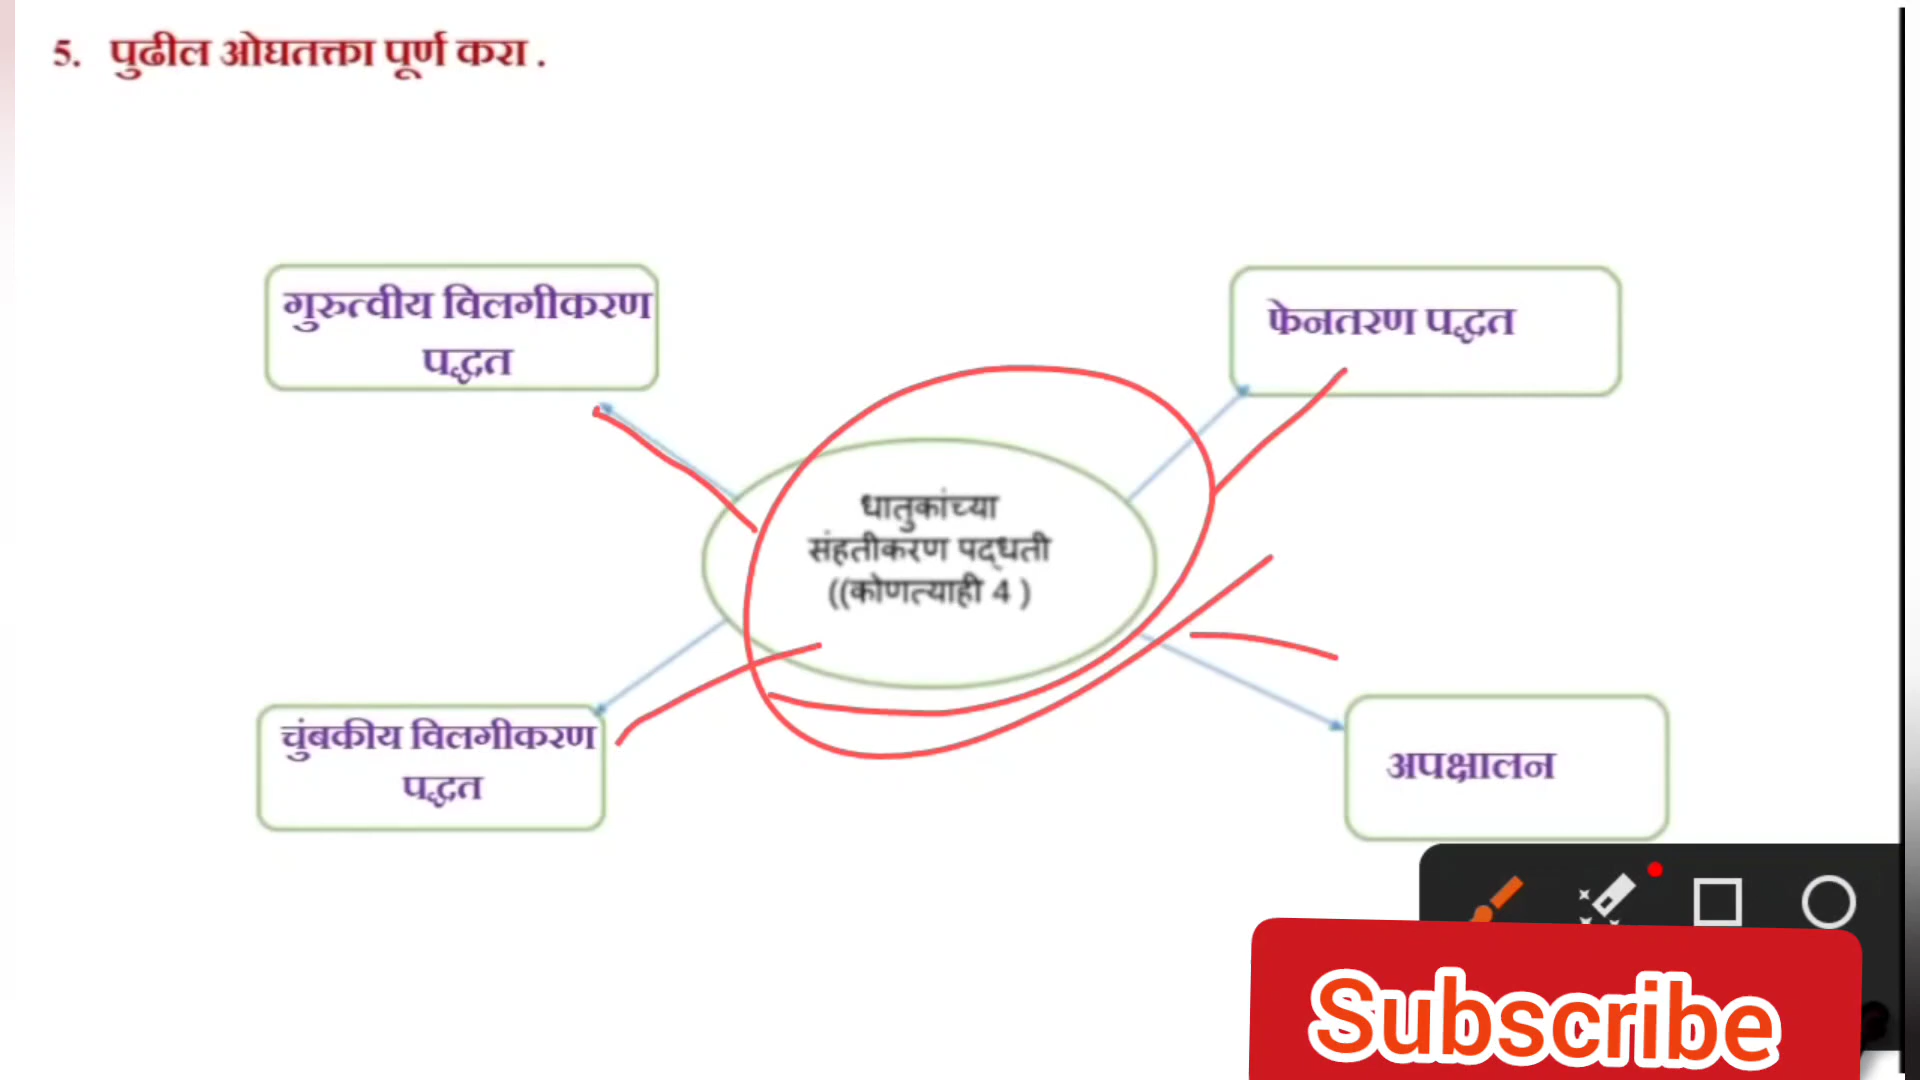 5. पुढील ओघतक्ता पूर्ण करा .
गुरुत्वीय विलगीकरण
पद्धत
फेनतरण पद्धत
धातुकांच्या
संहतीकरण पद्धती
((कोणत्याही 4 )
चुंबकीय विलगीकरण
पद्धत
अपक्षालन
Subscribe